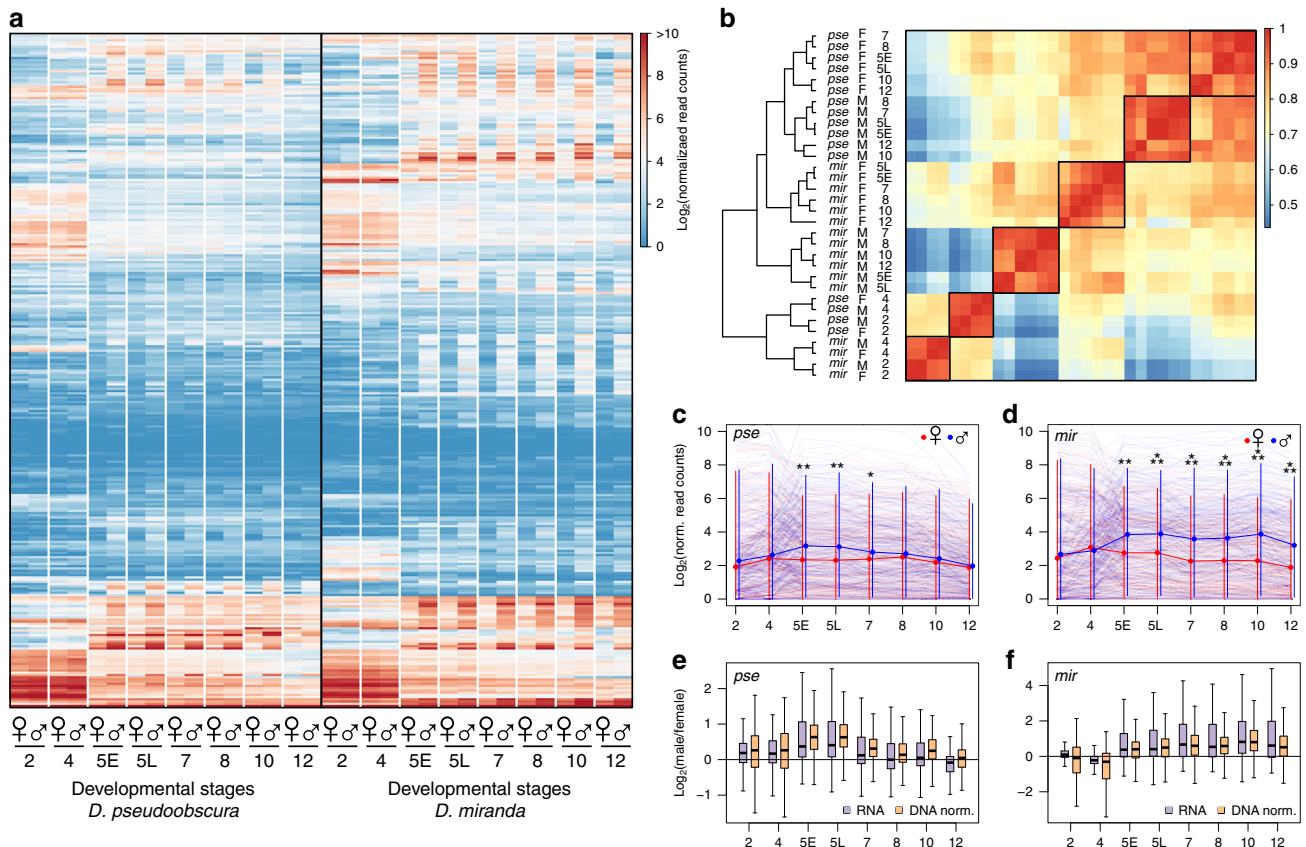 a
>10
8
6
4
2
0
Log2(normalizaed read counts)
♀♂ ♀♂ ♀♂ ♀♂ ♀♂ ♀♂ ♀♂ ♀♂ ♀♂ ♀♂ ♀♂ ♀♂ ♀♂ ♀♂ ♀♂ ♀♂
2 4 5E 5L 7 8 10 12 2 4 5E 5L 7 8 10 12
Developmental stages
D. pseudoobscura
Developmental stages
D. miranda
b
pse F 7
pse F 8
pse F 5E
pse F 5L
pse F 10
pse F 12
pse M 8
pse M 7
pse M 5L
pse M 5E
pse M 12
pse M 10
mir F 5L
mir F 5E
mir F 7
mir F 8
mir F 10
mir F 12
mir M 7
mir M 8
mir M 10
mir M 12
mir M 5E
mir M 5L
pse F 4
pse M 4
pse M 2
pse F 2
mir M 4
mir F 4
mir M 2
mir F 2
1
0.9
0.8
0.7
0.6
0.5
c
pse
♀ ♂
Log2(norm. read counts)
10
8
6
4
2
0
** ** *
2 4 5E 5L 7 8 10 12
d
mir
♀ ♂
10
8
6
4
2
0
** *** *** *** *** ***
2 4 5E 5L 7 8 10 12
e
pse
Log2(male/female)
2
1
0
−1
RNA DNA norm.
2 4 5E 5L 7 8 10 12
f
mir
4
2
0
−2
RNA DNA norm.
2 4 5E 5L 7 8 10 12